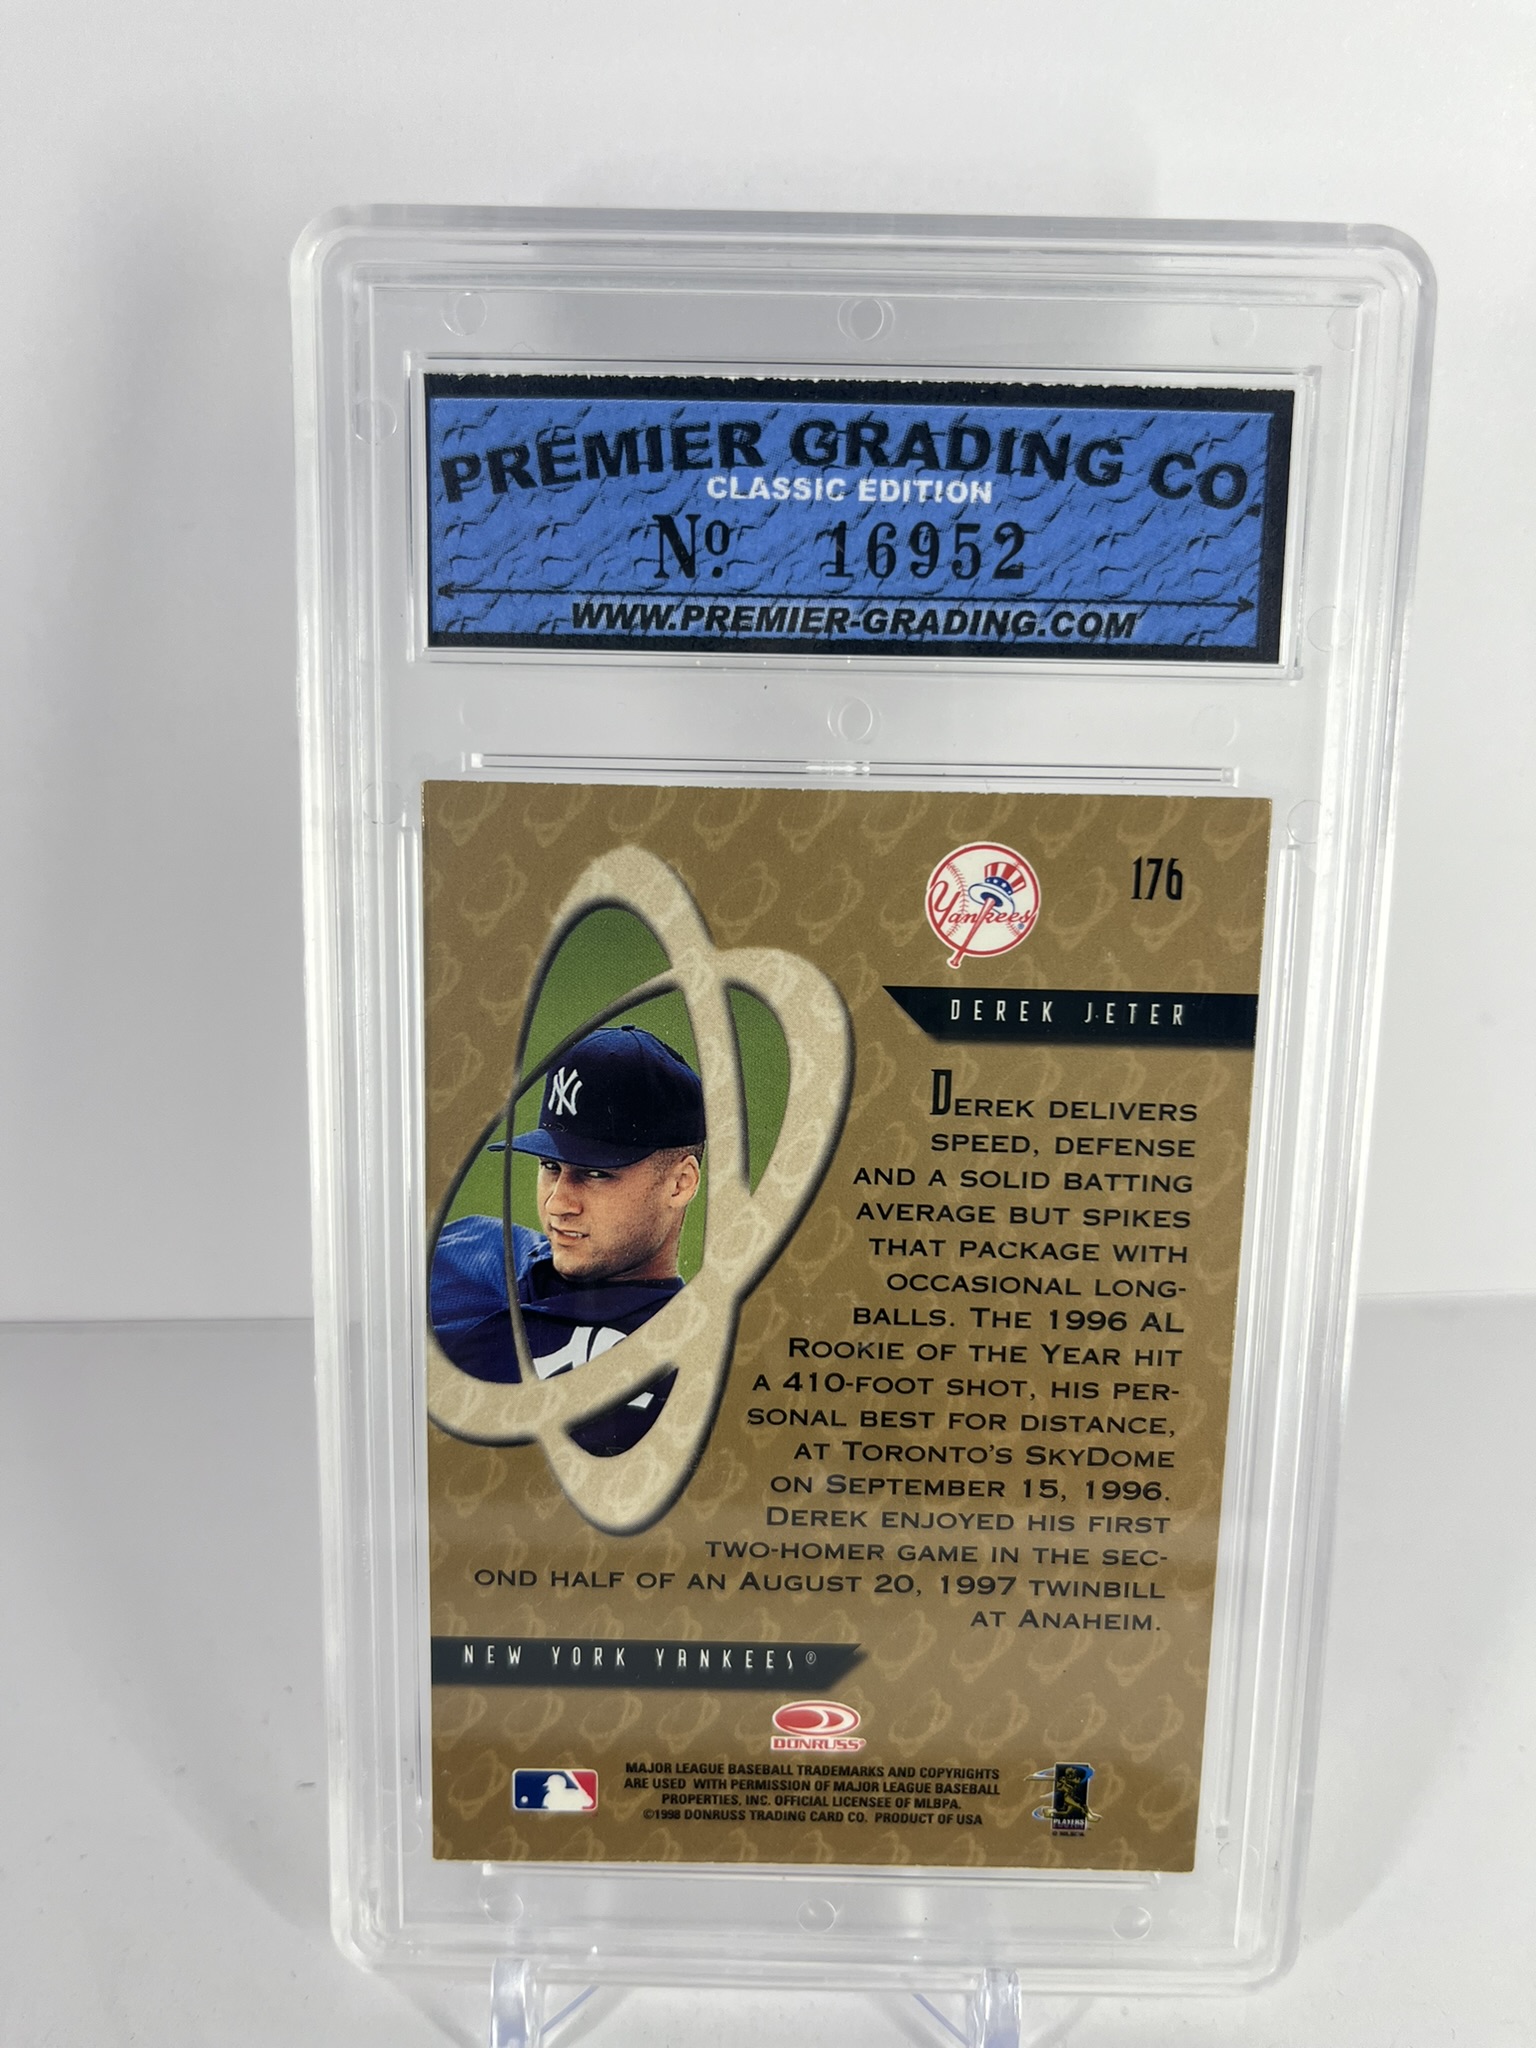 PREMIER GRADING CO.
CLASSIC EDITION
No. 16952
WWW.PREMIER-GRADING.COM
Yankees
176
NY
DEREK JETER
DEREK DELIVERS
SPEED, DEFENSE
AND A SOLID BATTING
AVERAGE BUT SPIKES
THAT PACKAGE WITH
OCCASIONAL LONG-
BALLS. THE 1996 AL
ROOKIE OF THE YEAR HIT
A 410-FOOT SHOT, HIS PER-
SONAL BEST FOR DISTANCE,
AT TORONTO'S SKYDOME
ON SEPTEMBER 15, 1996.
DEREK ENJOYED HIS FIRST
TWO-HOMER GAME IN THE SEC-
OND HALF OF AN AUGUST 20, 1997 TWINBILL
AT ANAHEIM.
NEW YORK YANKEES®
DONRUSS®
MAJOR LEAGUE BASEBALL TRADEMARKS AND COPYRIGHTS
ARE USED WITH PERMISSION OF MAJOR LEAGUE BASEBALL
PROPERTIES, INC. OFFICIAL LICENSEE OF MLBPA.
©1998 DONRUSS TRADING CARD CO. PRODUCT OF USA
PLAYERS